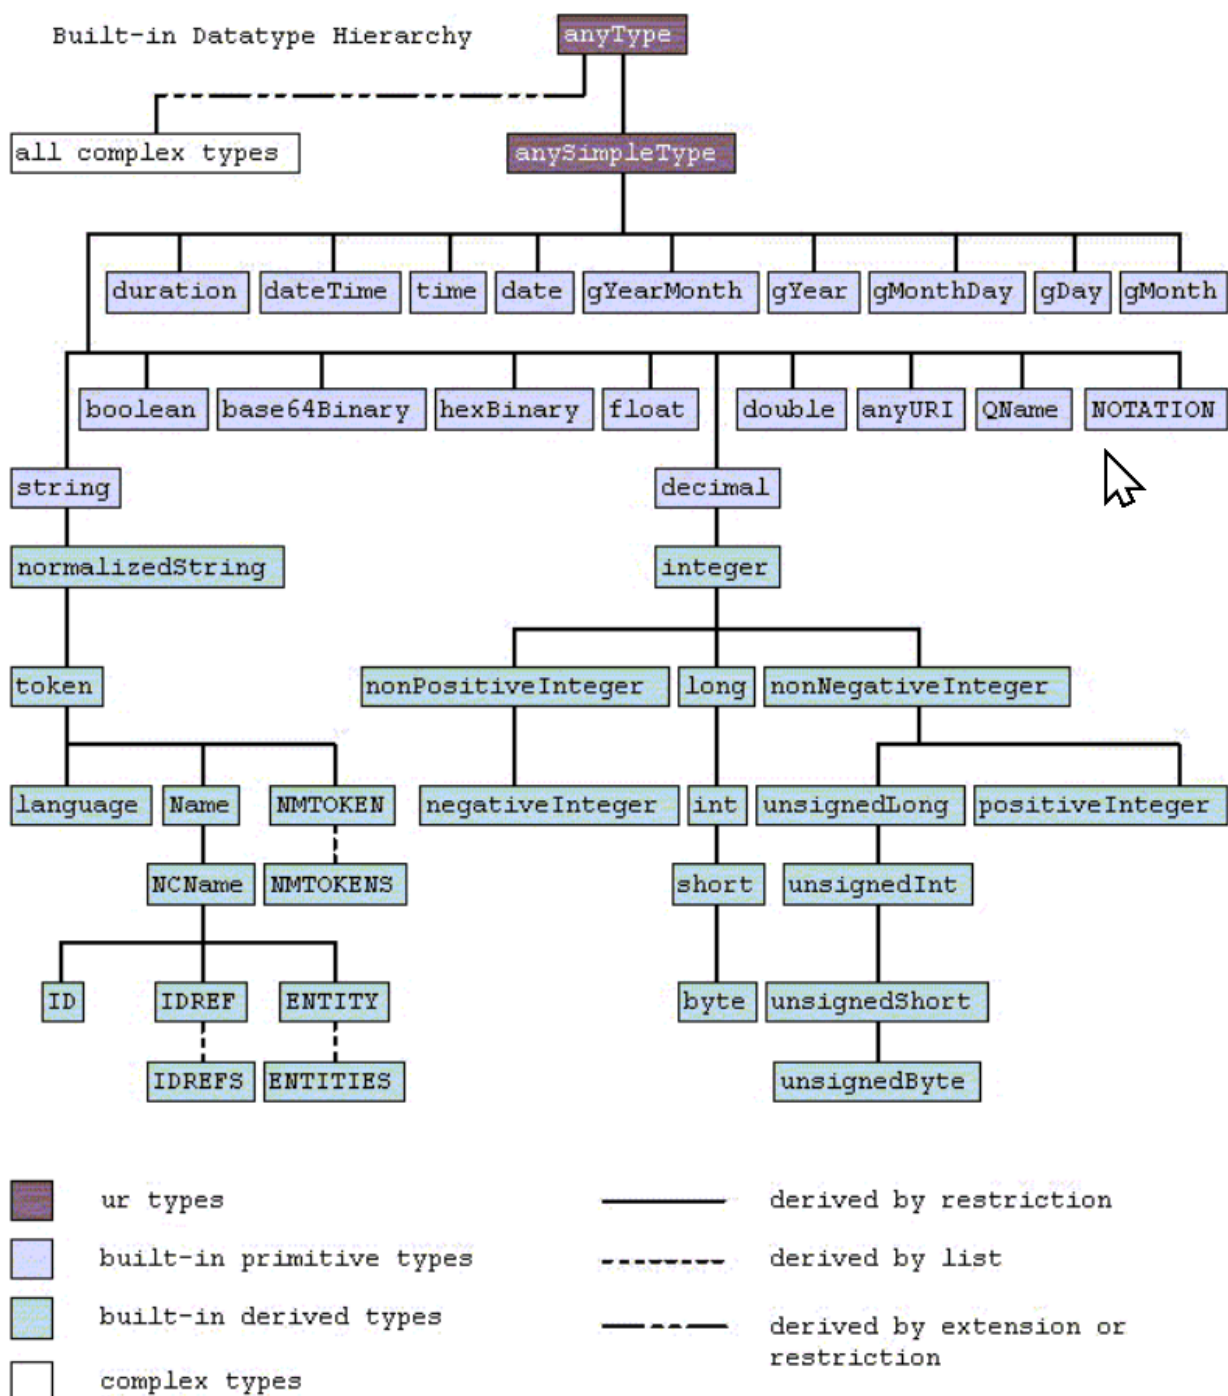 Built-in Datatype Hierarchy
anyType
all complex types
anySimpleType
duration
dateTime
time
date
gYearMonth
gYear
gMonthDay
gDay
gMonth
boolean
base64Binary
hexBinary
float
double
anyURI
QName
NOTATION
string
decimal
normalizedString
integer
token
nonPositiveInteger
long
nonNegativeInteger
language
Name
NMTOKEN
negativeInteger
int
unsignedLong
positiveInteger
NCName
NMTOKENS
short
unsignedInt
ID
IDREF
ENTITY
byte
unsignedShort
IDREFS
ENTITIES
unsignedByte
ur types
derived by restriction
built-in primitive types
derived by list
built-in derived types
derived by extension or
restriction
complex types